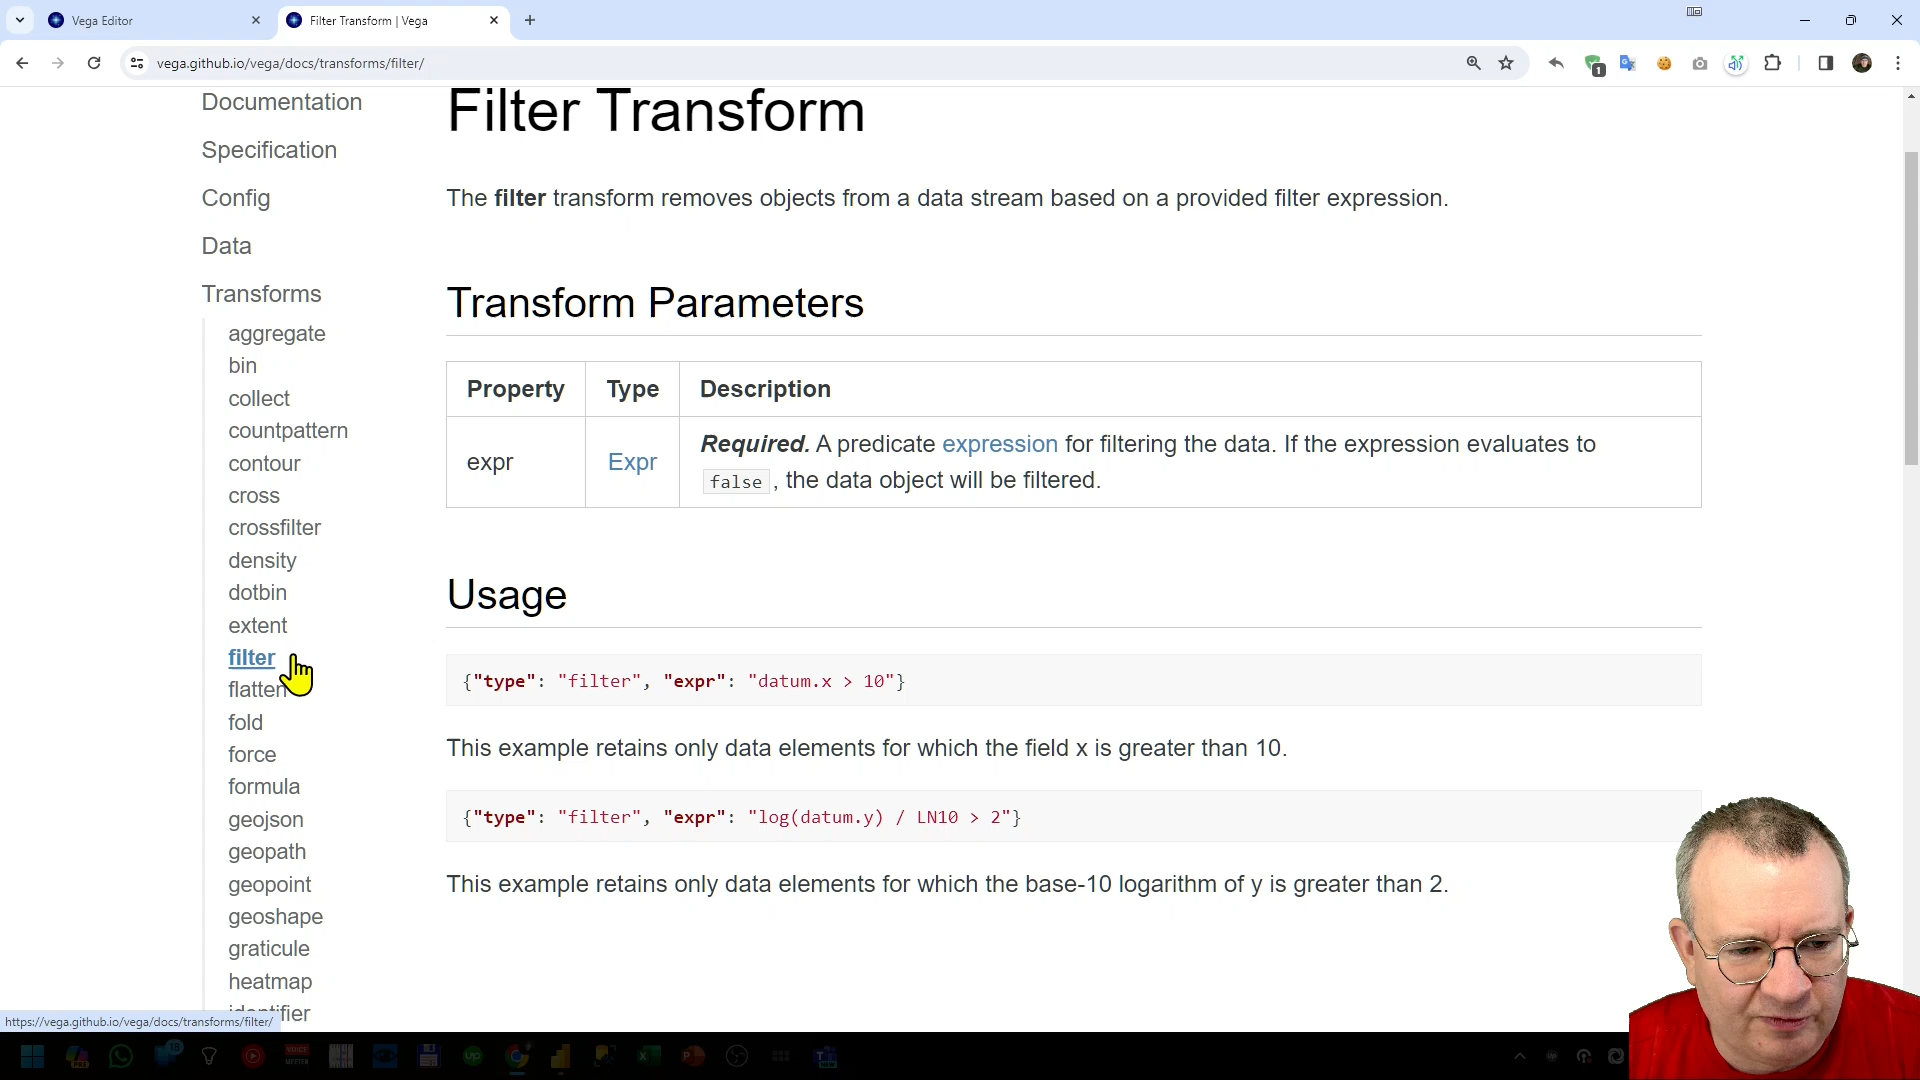 Vega Editor
Filter Transform | Vega
vega.github.io/vega/docs/transforms/filter/
1
Documentation
Specification
Config
Data
Transforms
aggregate
bin
collect
countpattern
contour
cross
crossfilter
density
dotbin
extent
filter
flatten
fold
force
formula
geojson
geopath
geopoint
geoshape
graticule
heatmap
identifier
Filter Transform
The filter transform removes objects from a data stream based on a provided filter expression.
Transform Parameters
Property Type Description
expr Expr Required. A predicate expression for filtering the data. If the expression evaluates to
false , the data object will be filtered.
Usage
{"type": "filter", "expr": "datum.x > 10"}
This example retains only data elements for which the field x is greater than 10.
{"type": "filter", "expr": "log(datum.y) / LN10 > 2"}
This example retains only data elements for which the base-10 logarithm of y is greater than 2.
https://vega.github.io/vega/docs/transforms/filter/
18